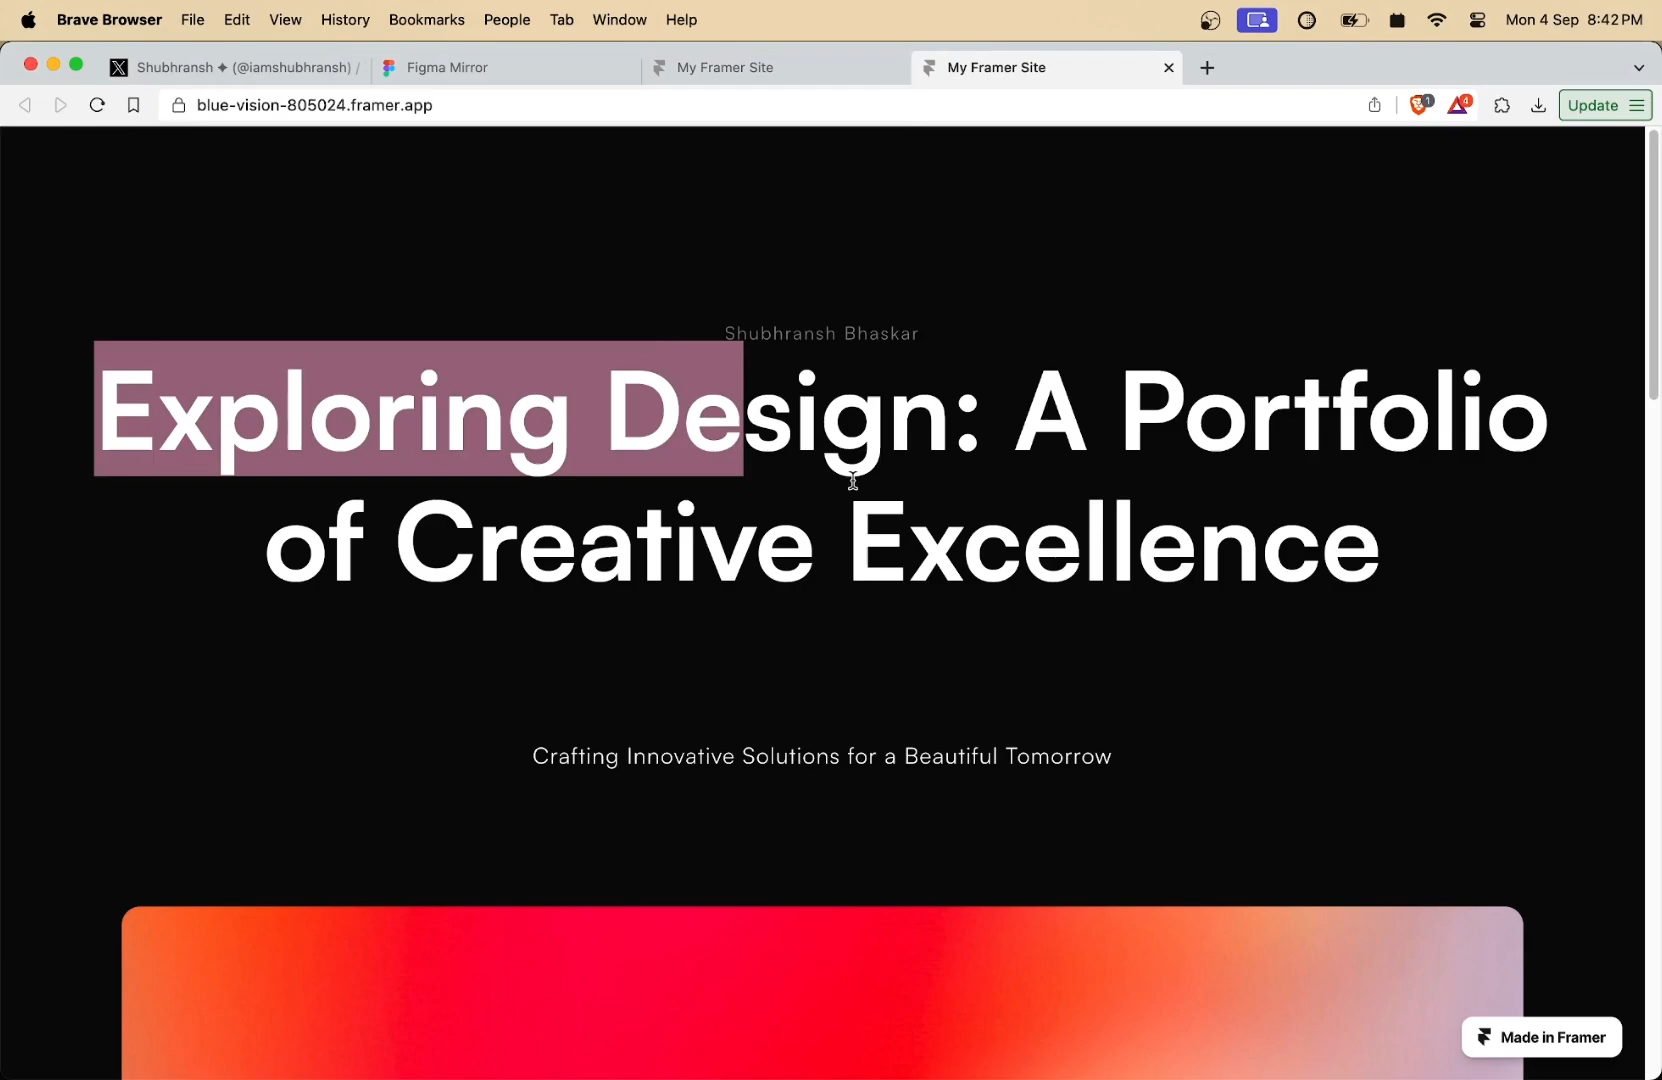 Brave Browser File Edit View History Bookmarks People Tab Window Help Mon 4 Sep 8:42 PM
Shubhransh ✦ (@iamshubhransh) / Figma Mirror My Framer Site My Framer Site
blue-vision-805024.framer.app 1 4 Update
Shubhransh Bhaskar
Exploring Design: A Portfolio
of Creative Excellence
Crafting Innovative Solutions for a Beautiful Tomorrow
Made in Framer